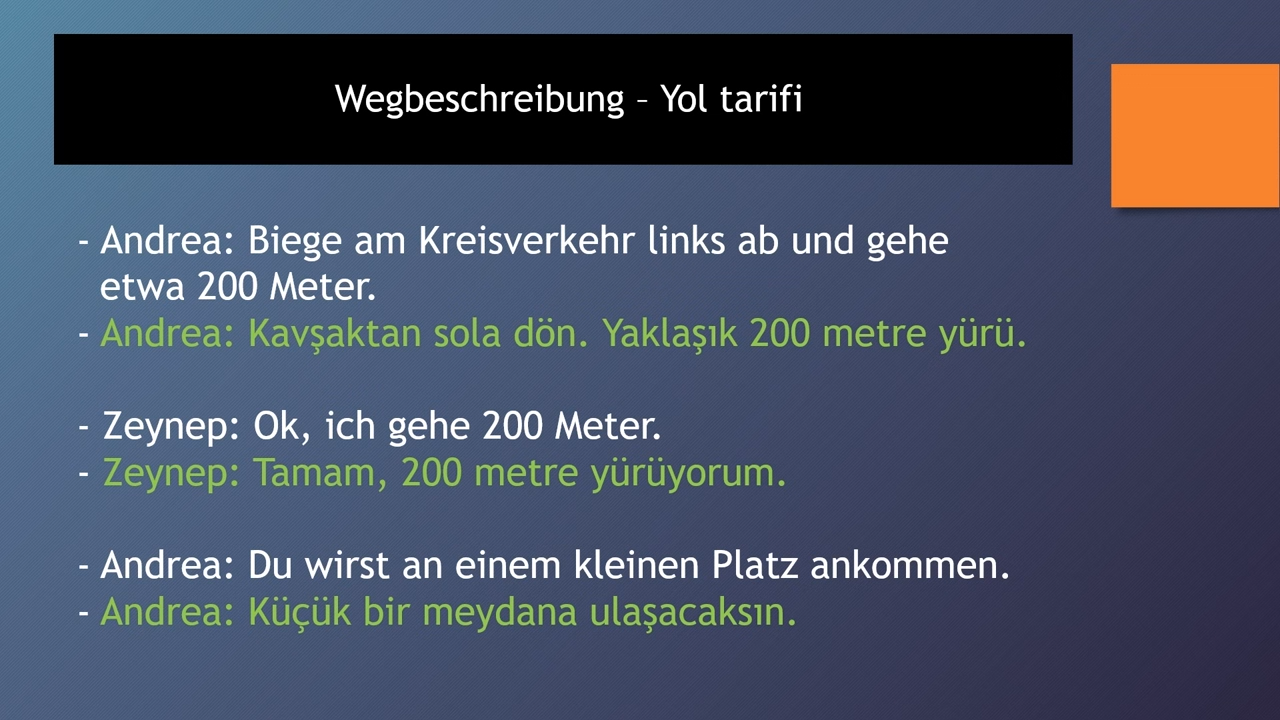 Wegbeschreibung – Yol tarifi
- Andrea: Biege am Kreisverkehr links ab und gehe
etwa 200 Meter.
- Andrea: Kavşaktan sola dön. Yaklaşık 200 metre yürü.
- Zeynep: Ok, ich gehe 200 Meter.
- Zeynep: Tamam, 200 metre yürüyorum.
- Andrea: Du wirst an einem kleinen Platz ankommen.
- Andrea: Küçük bir meydana ulaşacaksın.